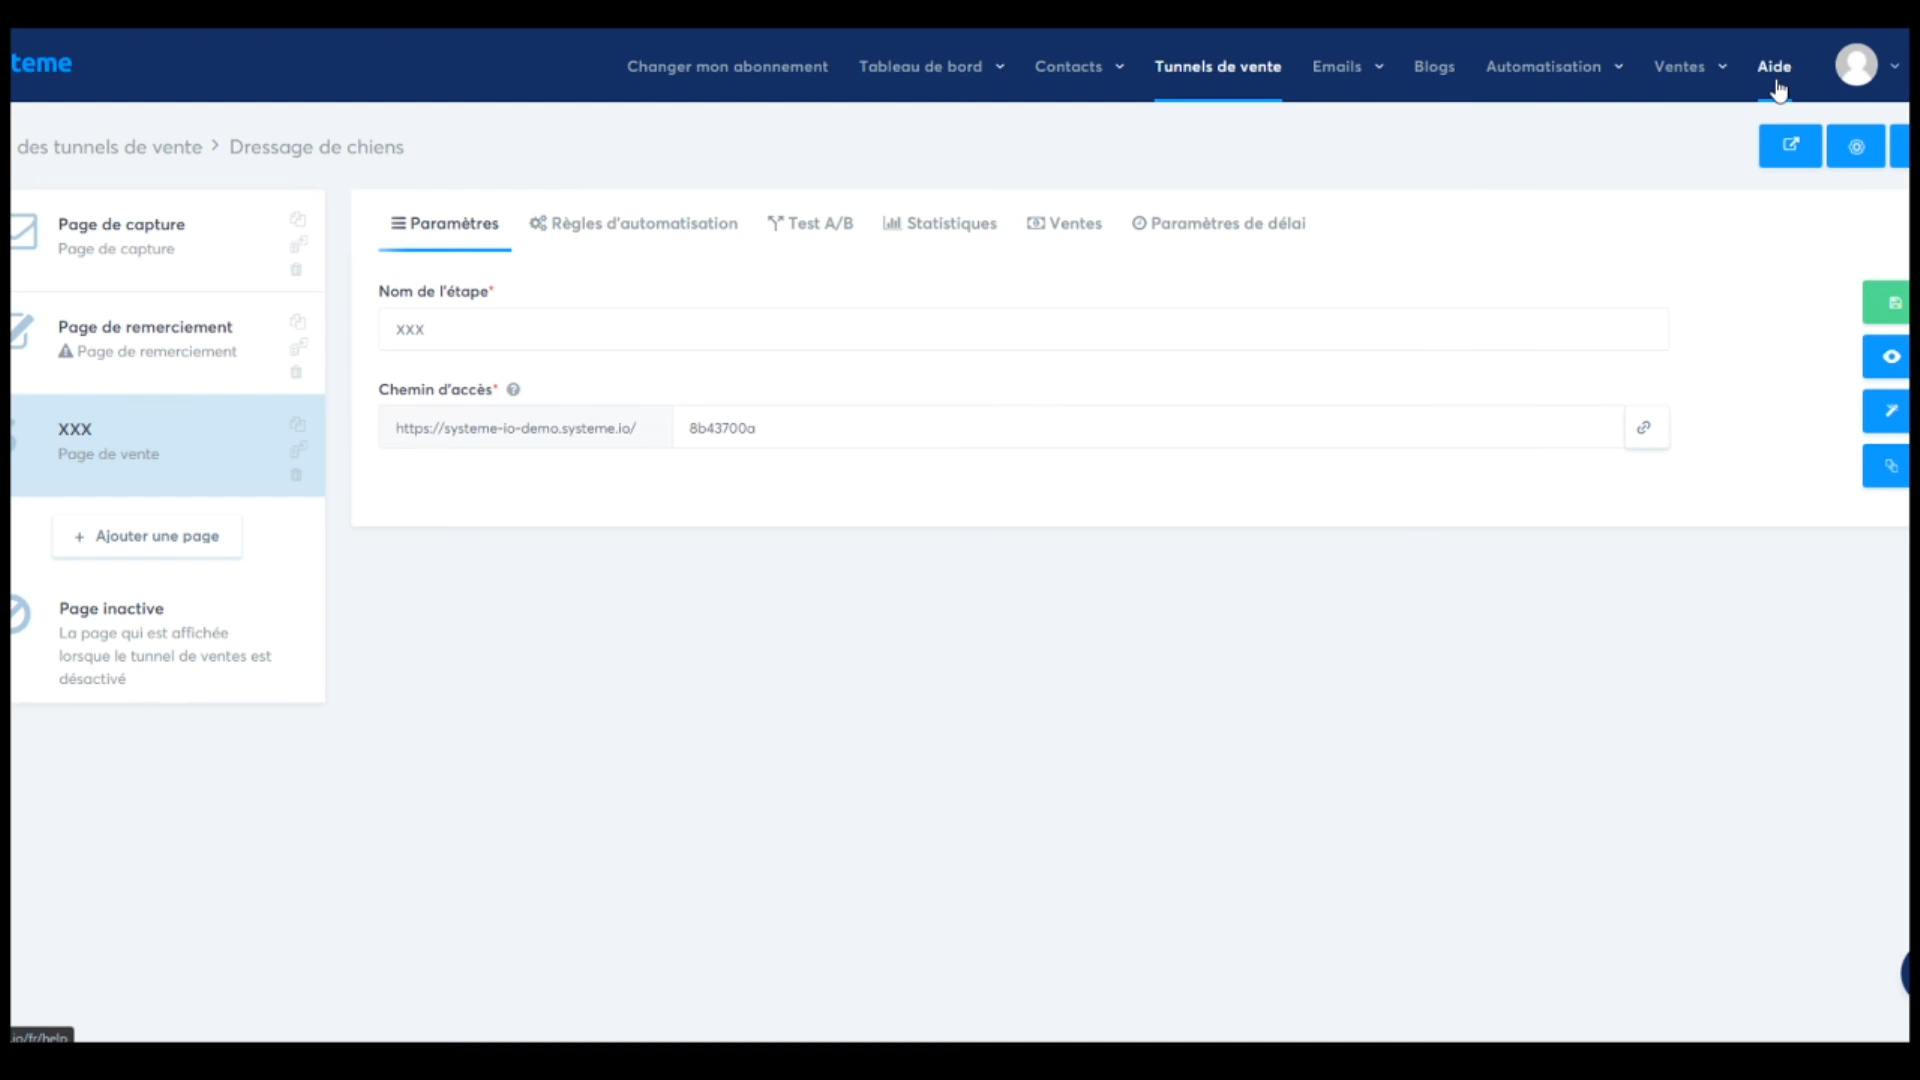 teme
Changer mon abonnement
Tableau de bord
Contacts
Tunnels de vente
Emails
Blogs
Automatisation
Ventes
Aide
des tunnels de vente > Dressage de chiens
Page de capture
Page de capture
Page de remerciement
Page de remerciement
XXX
Page de vente
+ Ajouter une page
Page inactive
La page qui est affichée
lorsque le tunnel de ventes est
désactivé
Paramètres
Règles d'automatisation
Test A/B
Statistiques
Ventes
Paramètres de délai
Nom de l'étape*
XXX
Chemin d'accès*
https://systeme-io-demo.systeme.io/
8b43700a
.io/fr/help